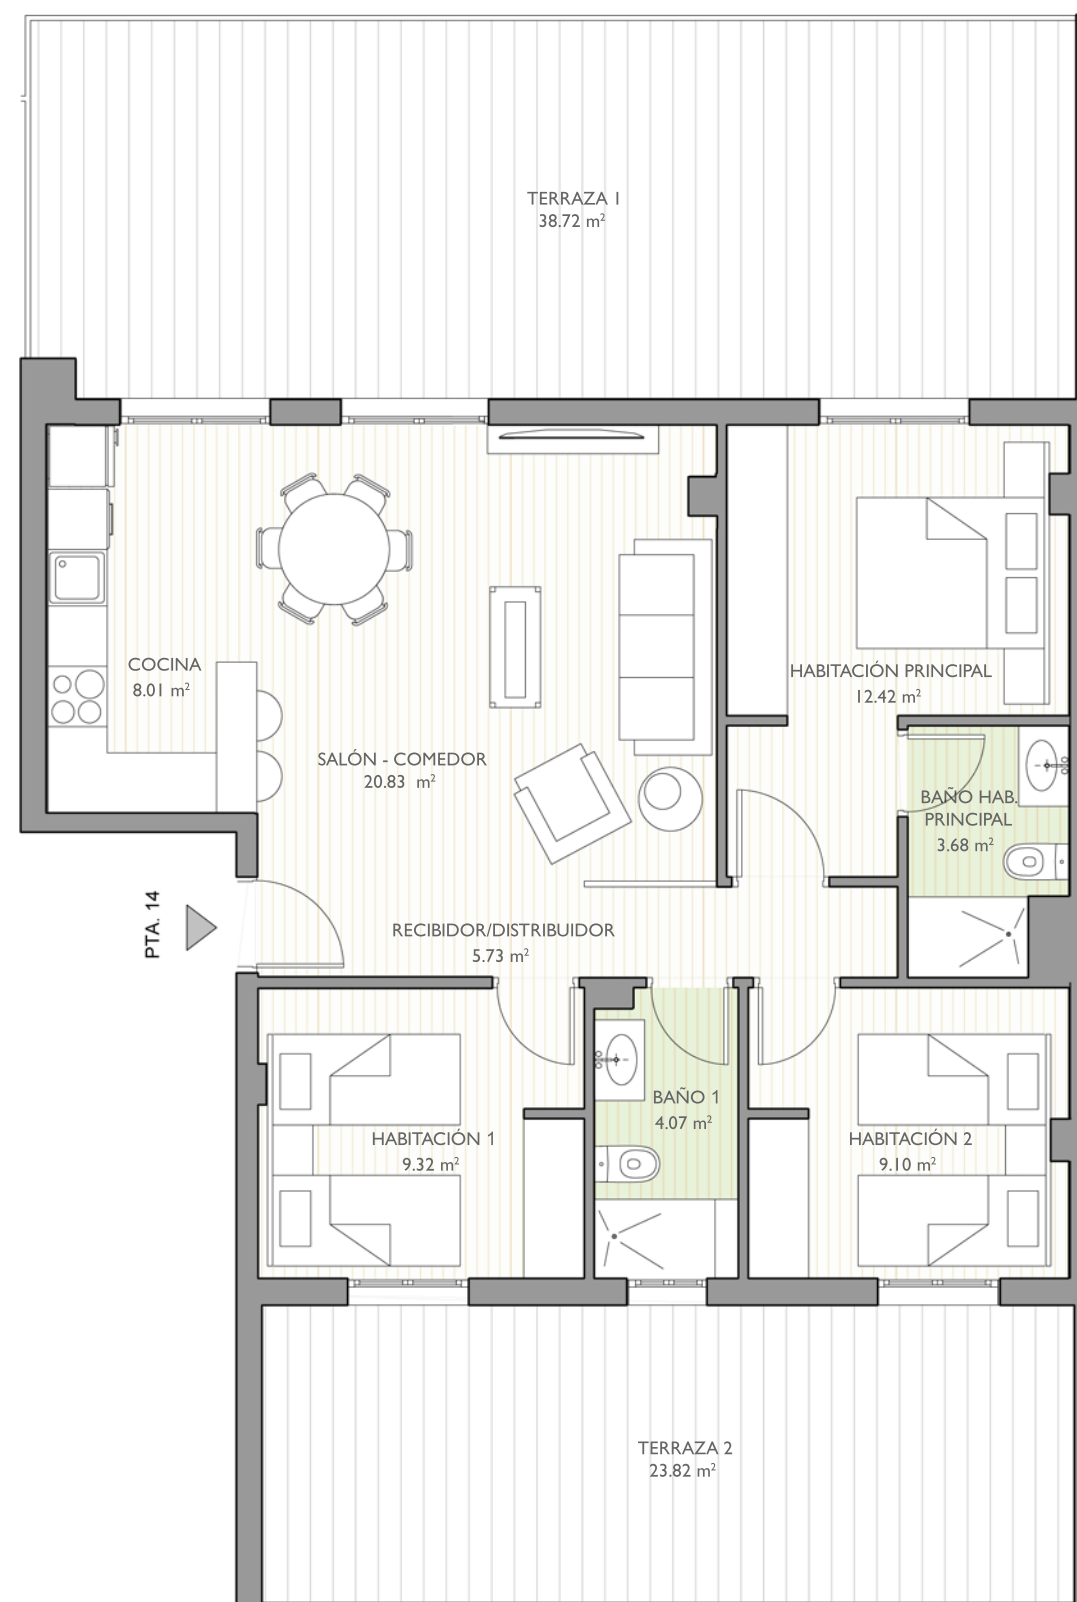 TERRAZA 1
38.72 m²
COCINA
8.01 m²
HABITACIÓN PRINCIPAL
12.42 m²
SALÓN - COMEDOR
20.83 m²
BAÑO HAB.
PRINCIPAL
3.68 m²
PTA. 14
RECIBIDOR/DISTRIBUIDOR
5.73 m²
BAÑO 1
4.07 m²
HABITACIÓN 1
9.32 m²
HABITACIÓN 2
9.10 m²
TERRAZA 2
23.82 m²